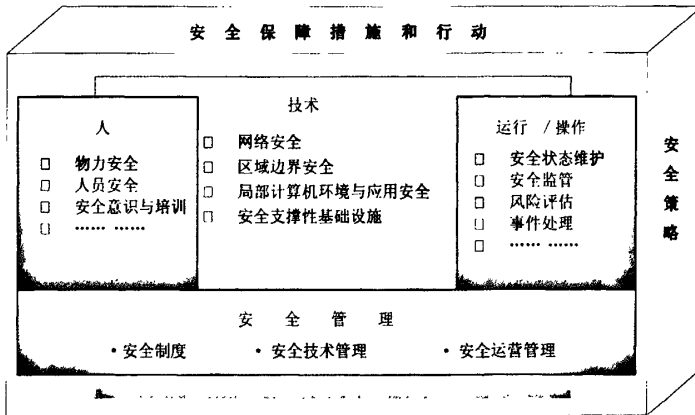 安全保障措施和行动
人
□ 物力安全
□ 人员安全
□ 安全意识与培训
□ …… ……
技术
□ 网络安全
□ 区域边界安全
□ 局部计算机环境与应用安全
□ 安全支撑性基础设施
运行 /操作
□ 安全状态维护
□ 安全监管
□ 风险评估
□ 事件处理
□ …… ……
安全策略
安全管理
·安全制度 ·安全技术管理 ·安全运营管理